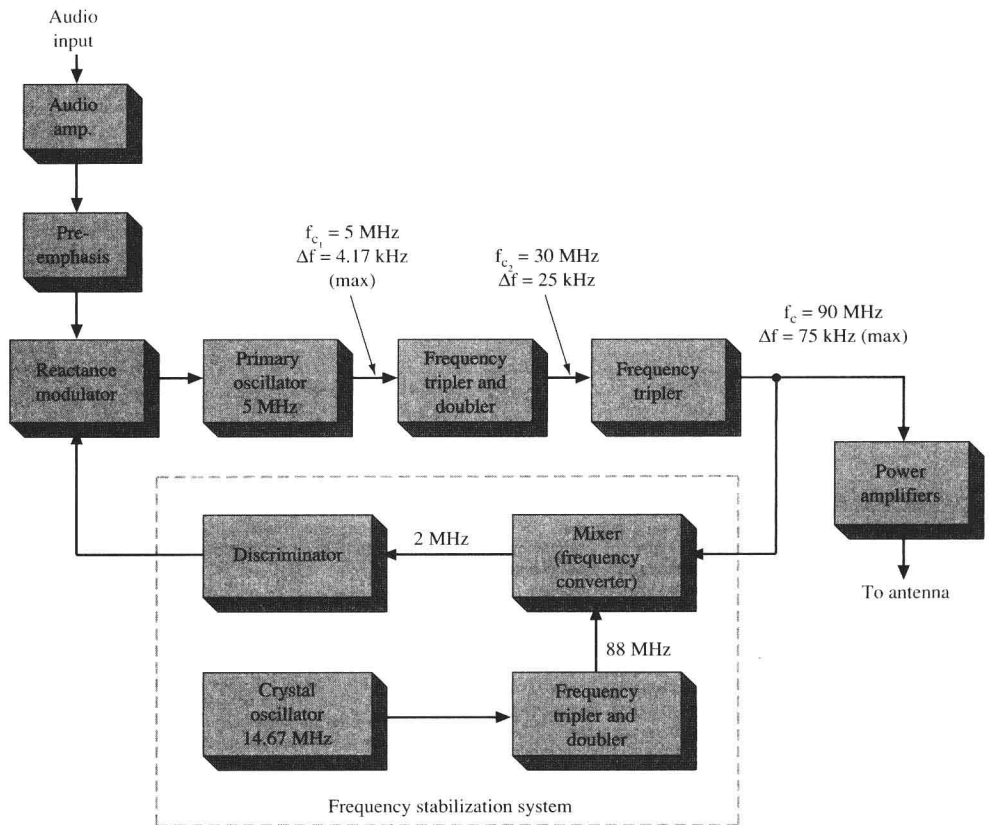 Audio
input
Audio
amp.
Pre-
emphasis
Reactance
modulator
Primary
oscillator
5 MHz
f_c₁ = 5 MHz
Δf = 4.17 kHz
(max)
Frequency
tripler and
doubler
f_c₂ = 30 MHz
Δf = 25 kHz
Frequency
tripler
f_c = 90 MHz
Δf = 75 kHz (max)
Power
amplifiers
To antenna
Discriminator
2 MHz
Mixer
(frequency
converter)
88 MHz
Crystal
oscillator
14.67 MHz
Frequency
tripler and
doubler
Frequency stabilization system